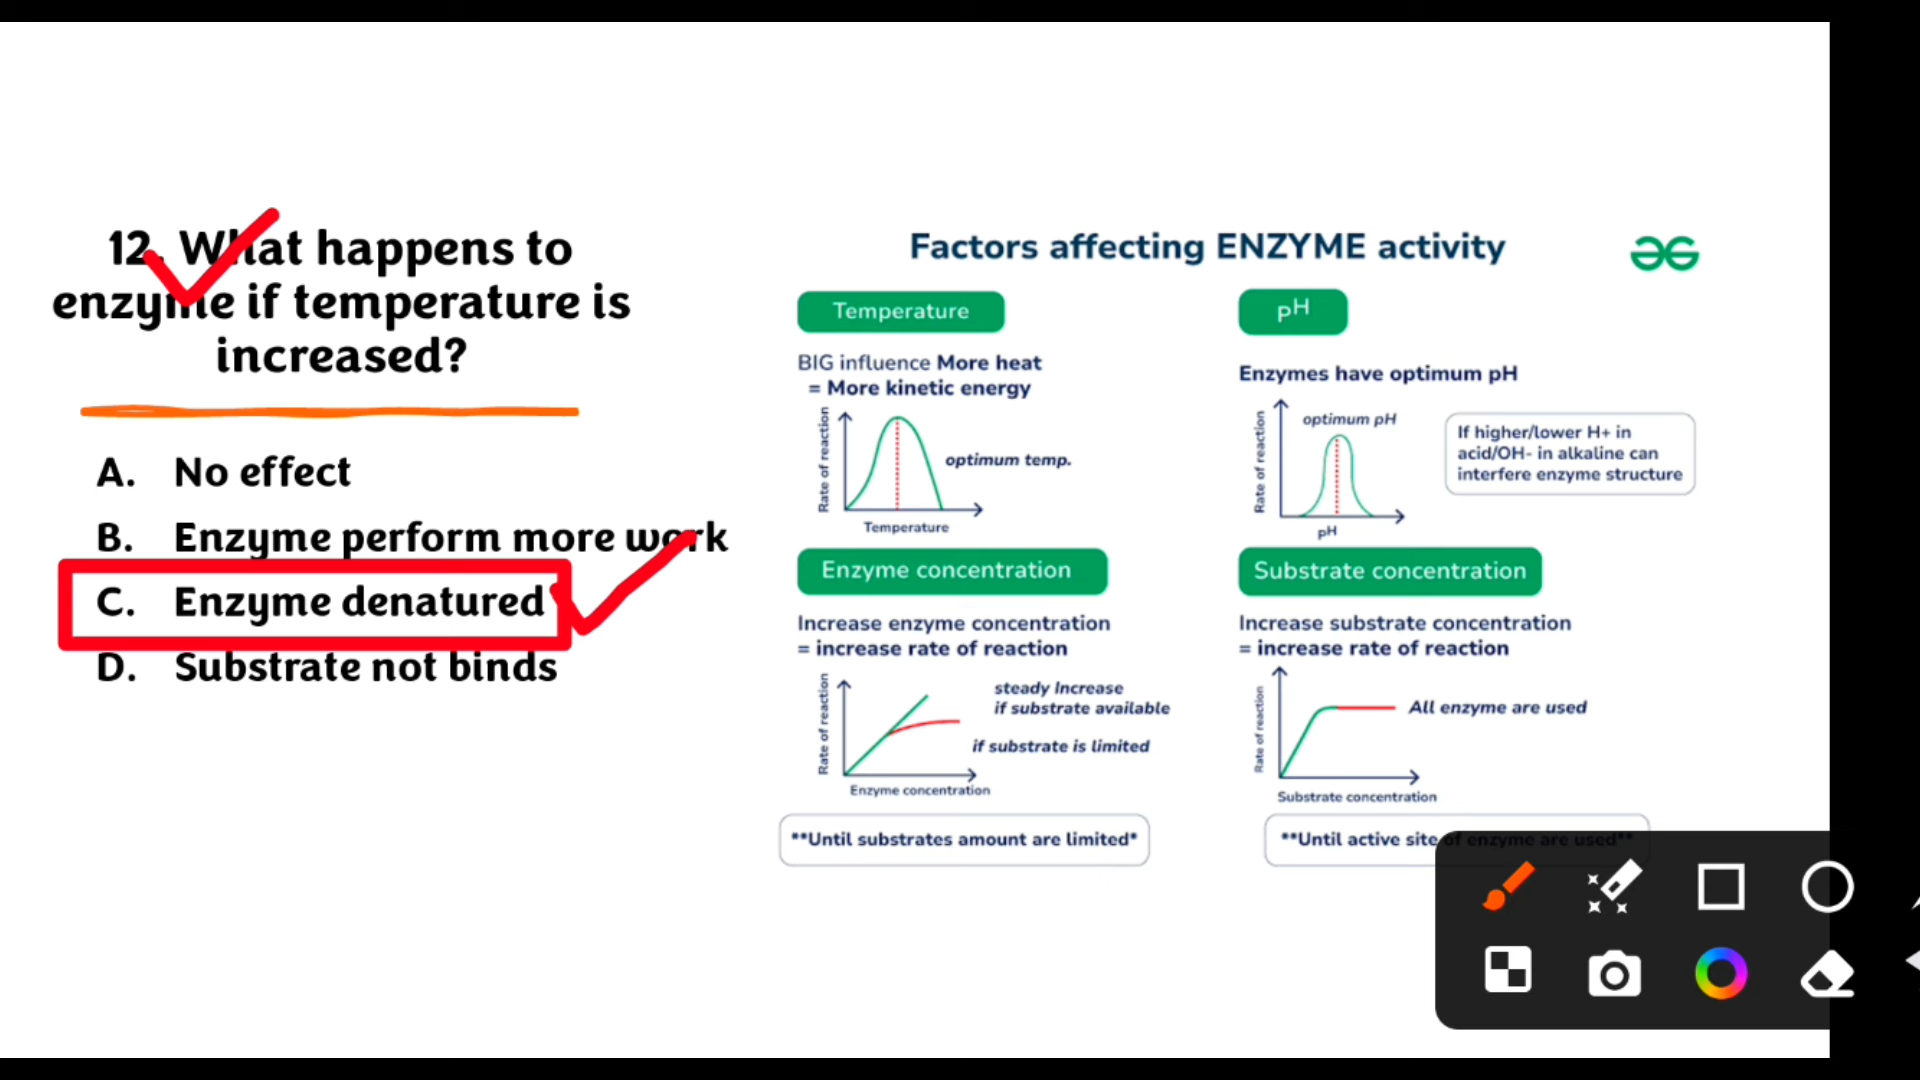 12. What happens to
enzyme if temperature is
increased?
A. No effect
B. Enzyme perform more work
C. Enzyme denatured
D. Substrate not binds
Factors affecting ENZYME activity
Temperature
BIG influence More heat
= More kinetic energy
Rate of reaction
optimum temp.
Temperature
pH
Enzymes have optimum pH
Rate of reaction
optimum pH
pH
If higher/lower H+ in
acid/OH- in alkaline can
interfere enzyme structure
Enzyme concentration
Increase enzyme concentration
= increase rate of reaction
Rate of reaction
steady Increase
if substrate available
if substrate is limited
Enzyme concentration
**Until substrates amount are limited*
Substrate concentration
Increase substrate concentration
= increase rate of reaction
Rate of reaction
All enzyme are used
Substrate concentration
**Until active site of enzyme are used**